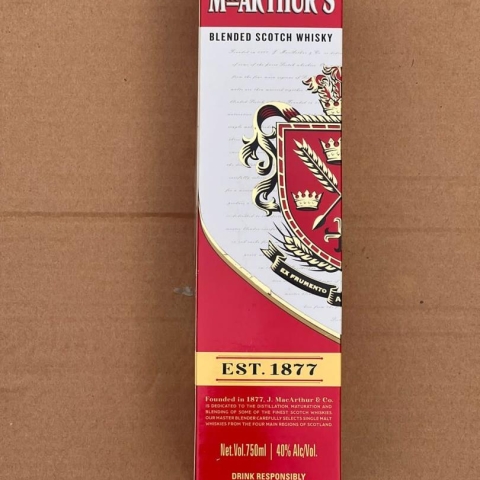 MacARTHUR'S
BLENDED SCOTCH WHISKY
EX FRUMENTO
EST. 1877
Founded in 1877, J. MacArthur & Co.
IS DEDICATED TO THE DISTILLATION, MATURATION AND
BLENDING OF SOME OF THE FINEST SCOTCH WHISKIES.
OUR MASTER BLENDER CAREFULLY SELECTS SINGLE MALT
WHISKIES FROM THE FOUR MAIN REGIONS OF SCOTLAND
Net.Vol.750ml | 40% Alc/Vol.
DRINK RESPONSIBLY